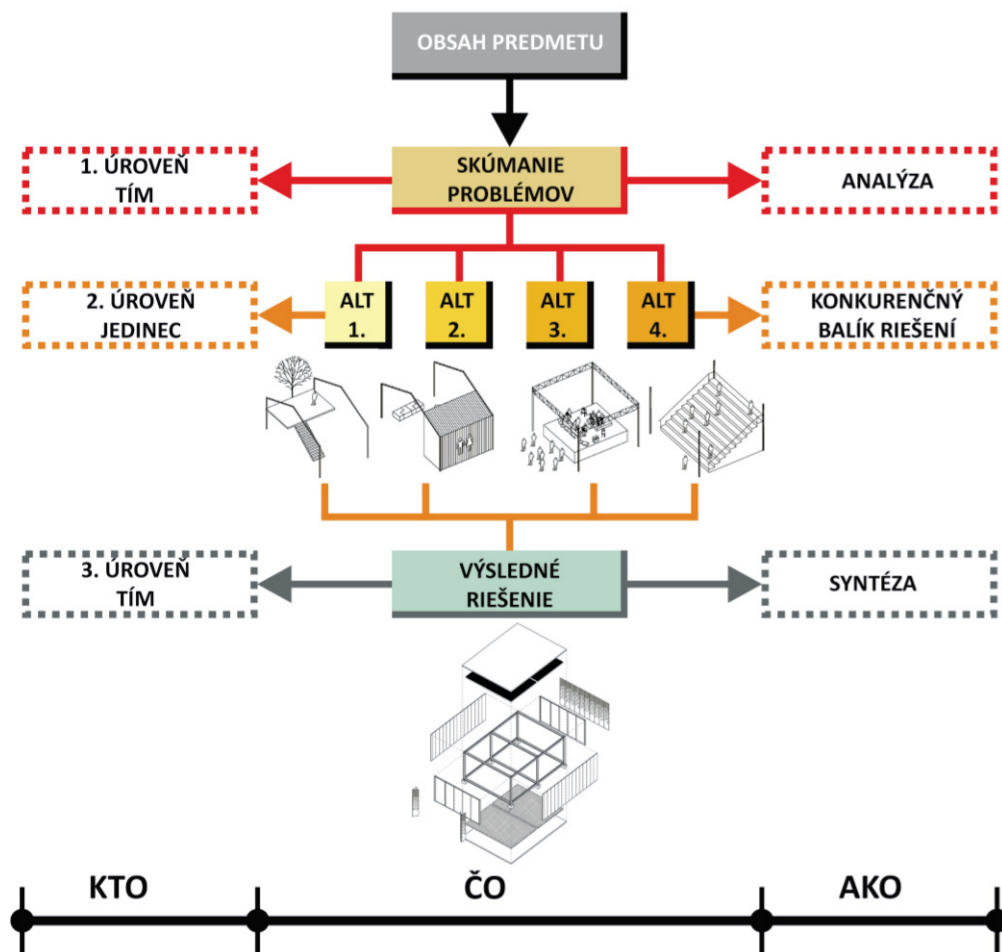 OBSAH PREDMETU
1. ÚROVEŇ
TÍM
SKÚMANIE
PROBLÉMOV
ANALÝZA
2. ÚROVEŇ
JEDINEC
ALT
1.
ALT
2.
ALT
3.
ALT
4.
KONKURENČNÝ
BALÍK RIEŠENÍ
3. ÚROVEŇ
TÍM
VÝSLEDNÉ
RIEŠENIE
SYNTÉZA
KTO
ČO
AKO